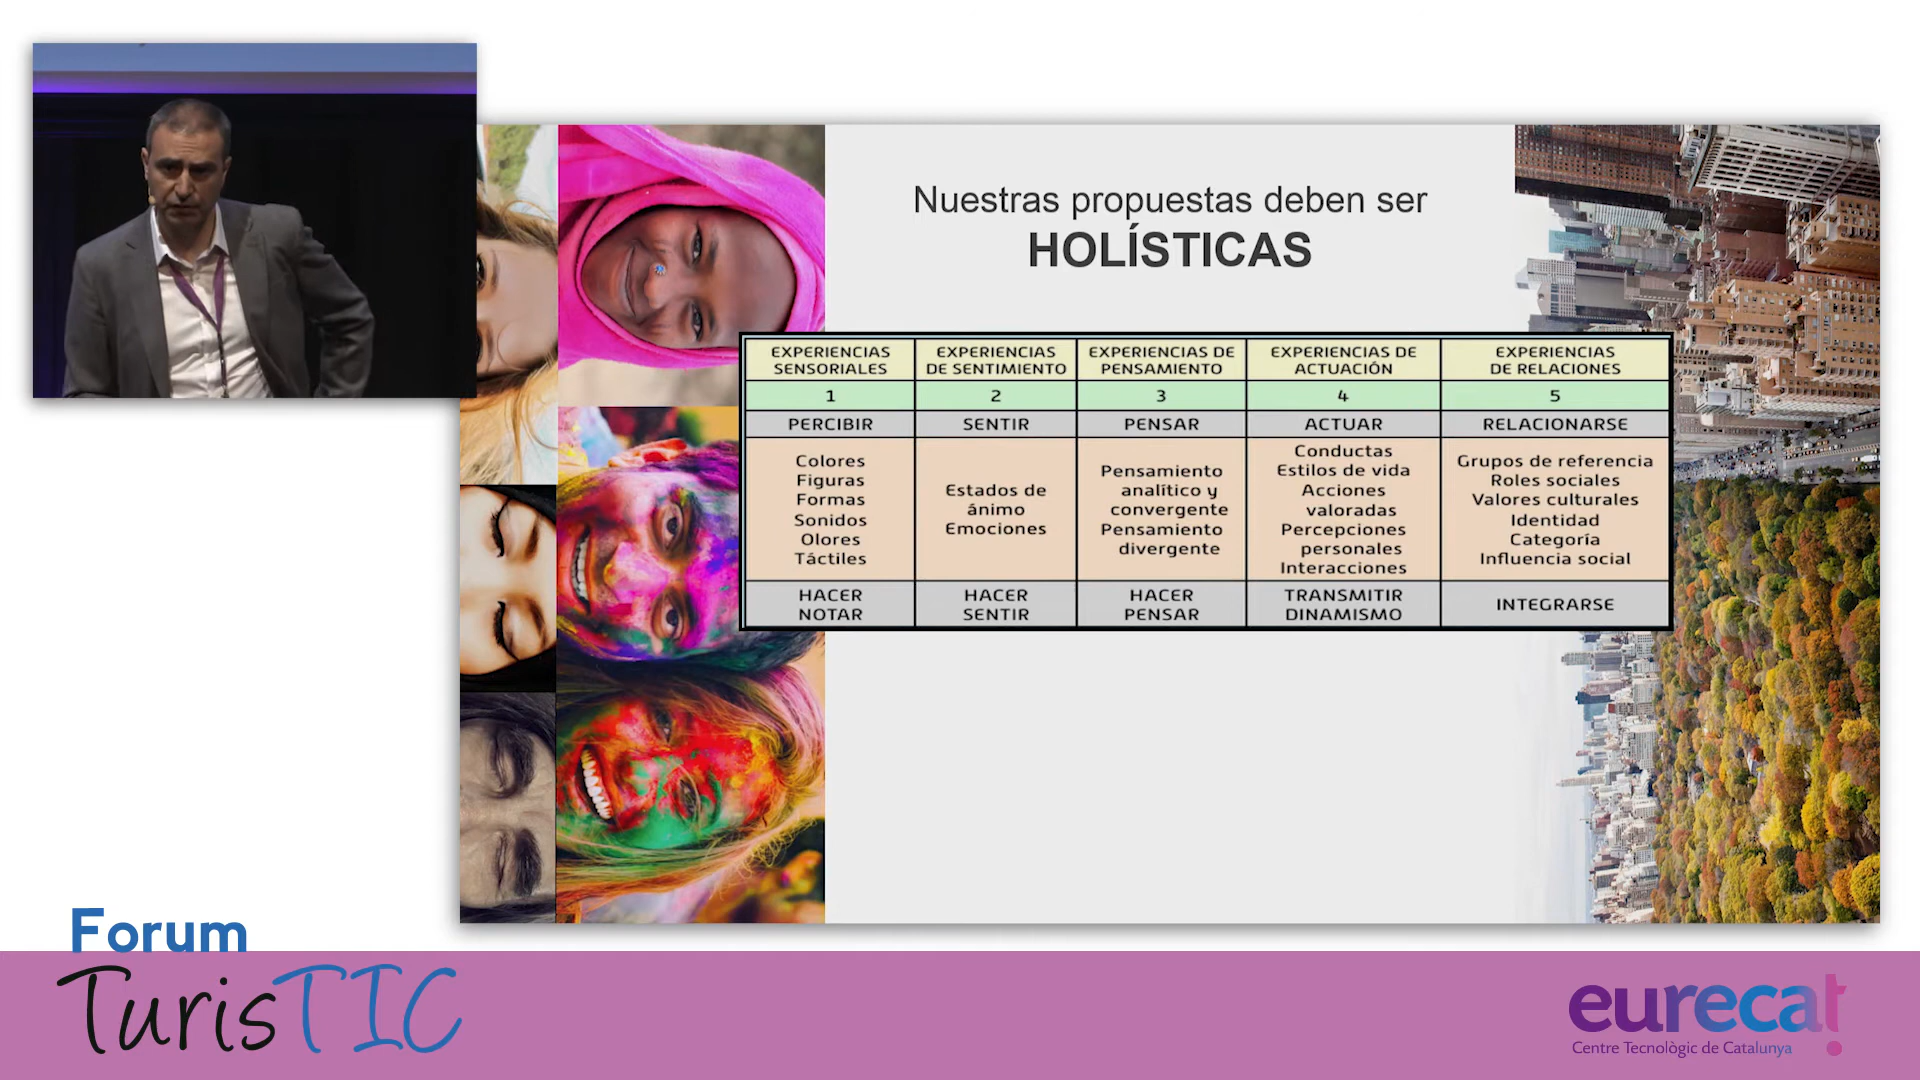 Nuestras propuestas deben ser
HOLÍSTICAS
EXPERIENCIAS
SENSORIALES
EXPERIENCIAS
DE SENTIMIENTO
EXPERIENCIAS DE
PENSAMIENTO
EXPERIENCIAS DE
ACTUACIÓN
EXPERIENCIAS
DE RELACIONES
1
2
3
4
5
PERCIBIR
SENTIR
PENSAR
ACTUAR
RELACIONARSE
Colores
Figuras
Formas
Sonidos
Olores
Táctiles
Estados de
ánimo
Emociones
Pensamiento
analítico y
convergente
Pensamiento
divergente
Conductas
Estilos de vida
Acciones
valoradas
Percepciones
personales
Interacciones
Grupos de referencia
Roles sociales
Valores culturales
Identidad
Categoría
Influencia social
HACER
NOTAR
HACER
SENTIR
HACER
PENSAR
TRANSMITIR
DINAMISMO
INTEGRARSE
Forum
TurisTIC
eurecat
Centre Tecnològic de Catalunya